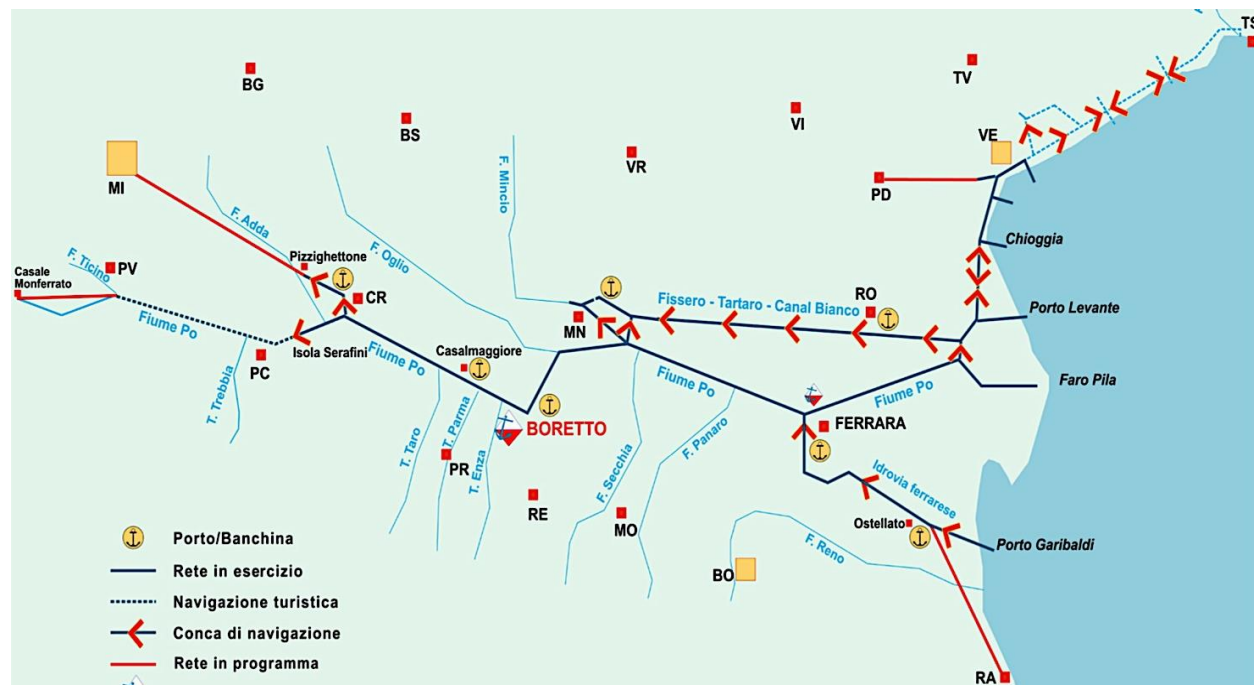 TS
BG
TV
BS
VI
VE
VR
MI
PD
F. Mincio
F. Adda
F. Oglio
Chioggia
Pizzighettone
F. Ticino
PV
Casale
Monferrato
CR
Fissero - Tartaro - Canal Bianco
RO
Porto Levante
Fiume Po
MN
Isola Serafini
PC
Casalmaggiore
Fiume Po
Fiume Po
Fiume Po
Faro Pila
T. Trebbia
BORETTO
FERRARA
T. Taro
T. Parma
T. Enza
PR
F. Secchia
F. Panaro
Idrovia ferrarese
RE
MO
Ostellato
Porto Garibaldi
F. Reno
BO
RA
Porto/Banchina
Rete in esercizio
Navigazione turistica
Conca di navigazione
Rete in programma